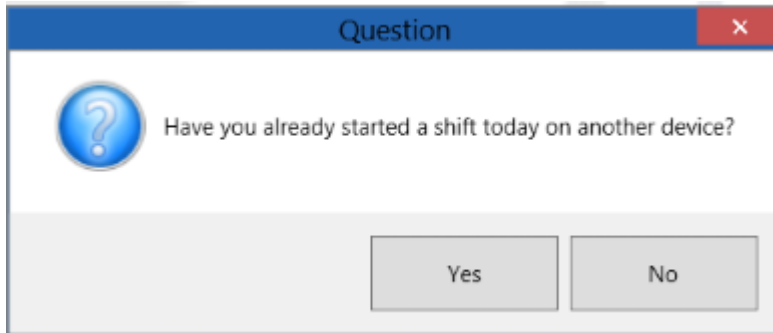 Question
Have you already started a shift today on another device?
Yes
No